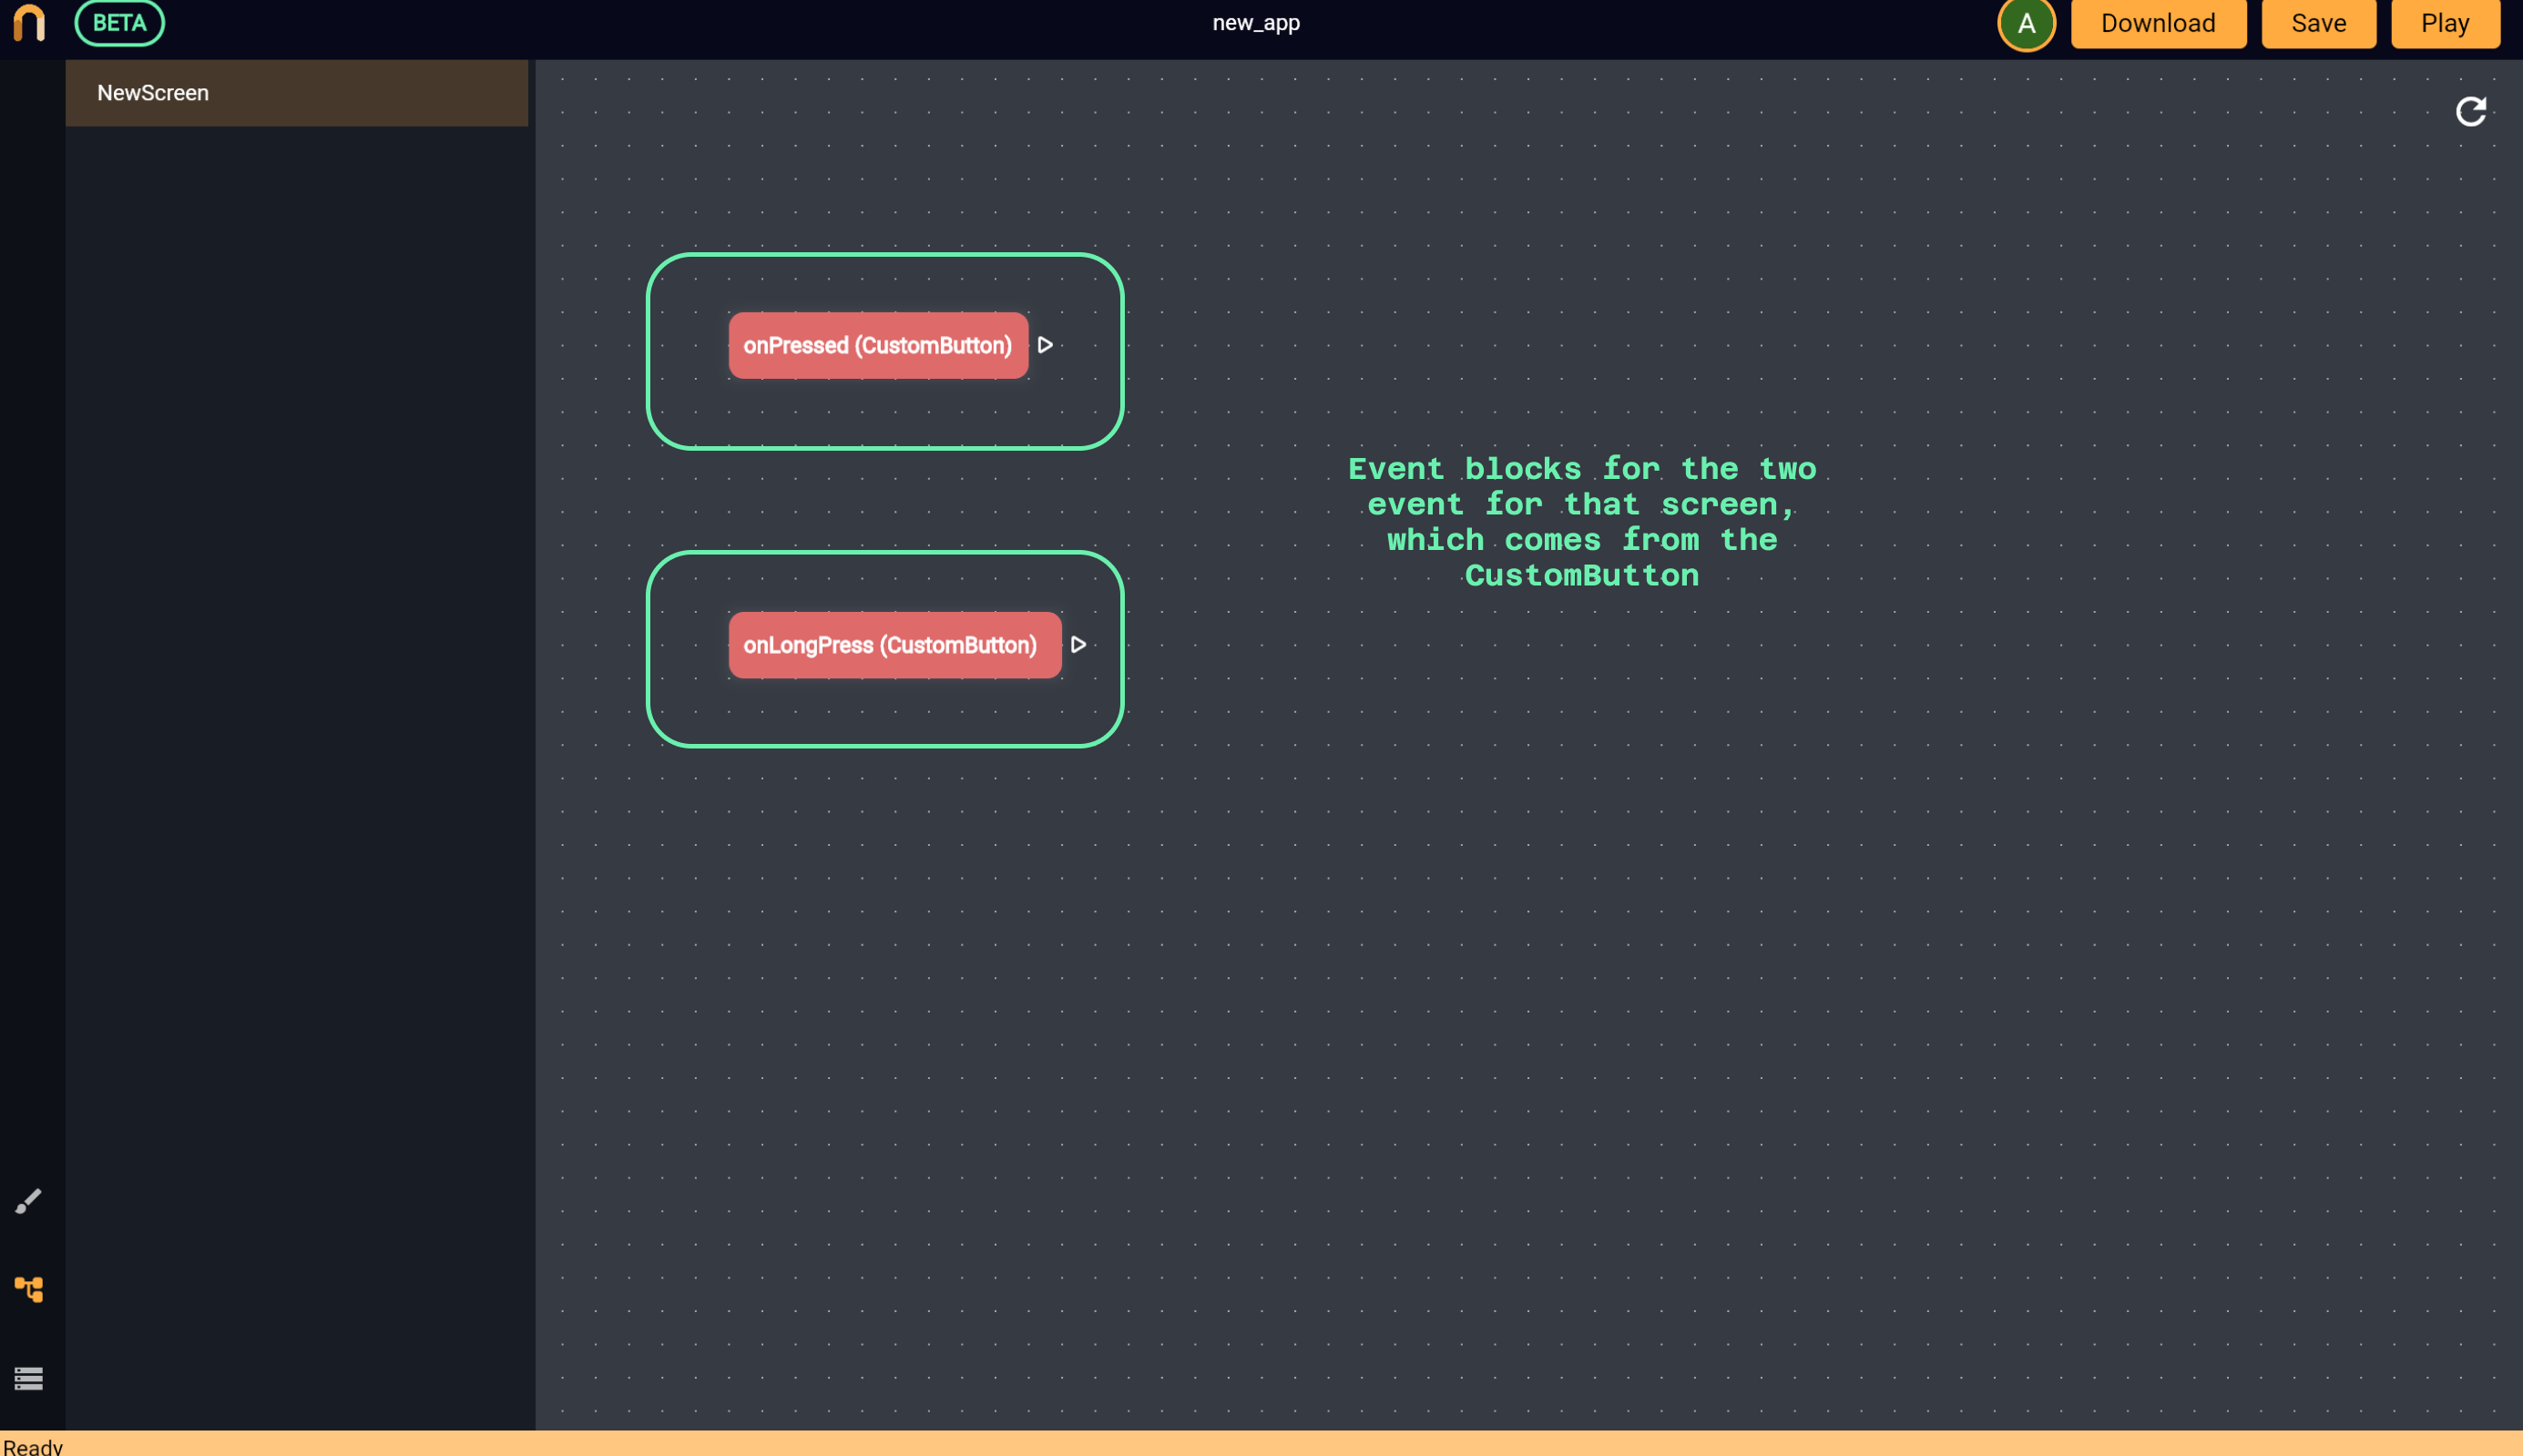 BETA
new_app
A
Download
Save
Play
NewScreen
onPressed (CustomButton)
Event blocks for the two
event for that screen,
which comes from the
CustomButton
onLongPress (CustomButton)
Ready